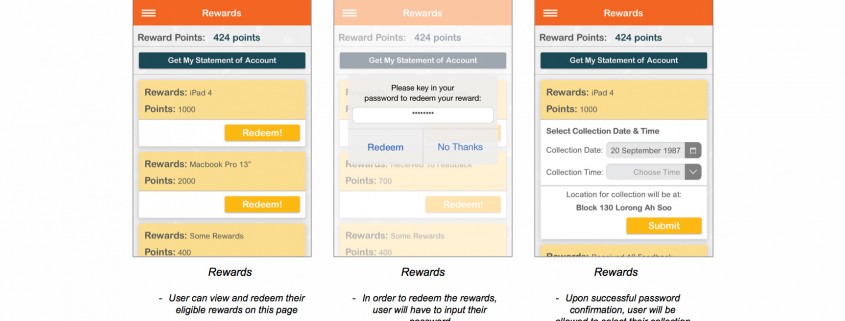 Rewards
Reward Points: 424 points
Get My Statement of Account
Rewards: iPad 4
Points: 1000
Redeem!
Rewards: Macbook Pro 13"
Points: 2000
Redeem!
Rewards: Some Rewards
Points: 400
Rewards
- User can view and redeem their
eligible rewards on this page
Rewards
Reward Points: 424 points
Get My Statement of Account
Please key in your
password to redeem your reward:
********
Redeem
No Thanks
Rewards: Received 10 Feedback
Points: 700
Redeem!
Rewards: Some Rewards
Points: 400
Rewards
- In order to redeem the rewards,
user will have to input their
password
Rewards
Reward Points: 424 points
Get My Statement of Account
Rewards: iPad 4
Points: 1000
Select Collection Date & Time
Collection Date: 20 September 1987
Collection Time: Choose Time
Location for collection will be at:
Block 130 Lorong Ah Soo
Submit
Rewards: Received All Feedback
Rewards
- Upon successful password
confirmation, user will be
allowed to select their collection